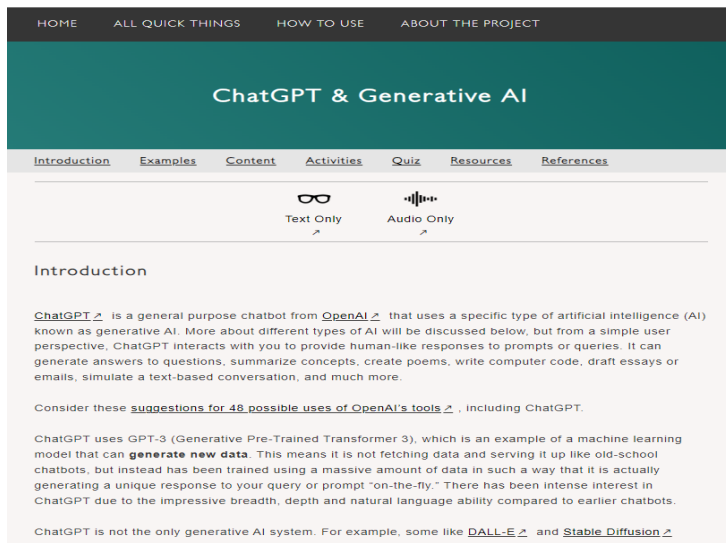 HOME ALL QUICK THINGS HOW TO USE ABOUT THE PROJECT
ChatGPT & Generative AI
Introduction Examples Content Activities Quiz Resources References
Text Only ↗ Audio Only ↗
Introduction
ChatGPT ↗ is a general purpose chatbot from OpenAI ↗ that uses a specific type of artificial intelligence (AI)
known as generative AI. More about different types of AI will be discussed below, but from a simple user
perspective, ChatGPT interacts with you to provide human-like responses to prompts or queries. It can
generate answers to questions, summarize concepts, create poems, write computer code, draft essays or
emails, simulate a text-based conversation, and much more.
Consider these suggestions for 48 possible uses of OpenAI's tools ↗ , including ChatGPT.
ChatGPT uses GPT-3 (Generative Pre-Trained Transformer 3), which is an example of a machine learning
model that can generate new data. This means it is not fetching data and serving it up like old-school
chatbots, but instead has been trained using a massive amount of data in such a way that it is actually
generating a unique response to your query or prompt “on-the-fly.” There has been intense interest in
ChatGPT due to the impressive breadth, depth and natural language ability compared to earlier chatbots.
ChatGPT is not the only generative AI system. For example, some like DALL-E ↗ and Stable Diffusion ↗